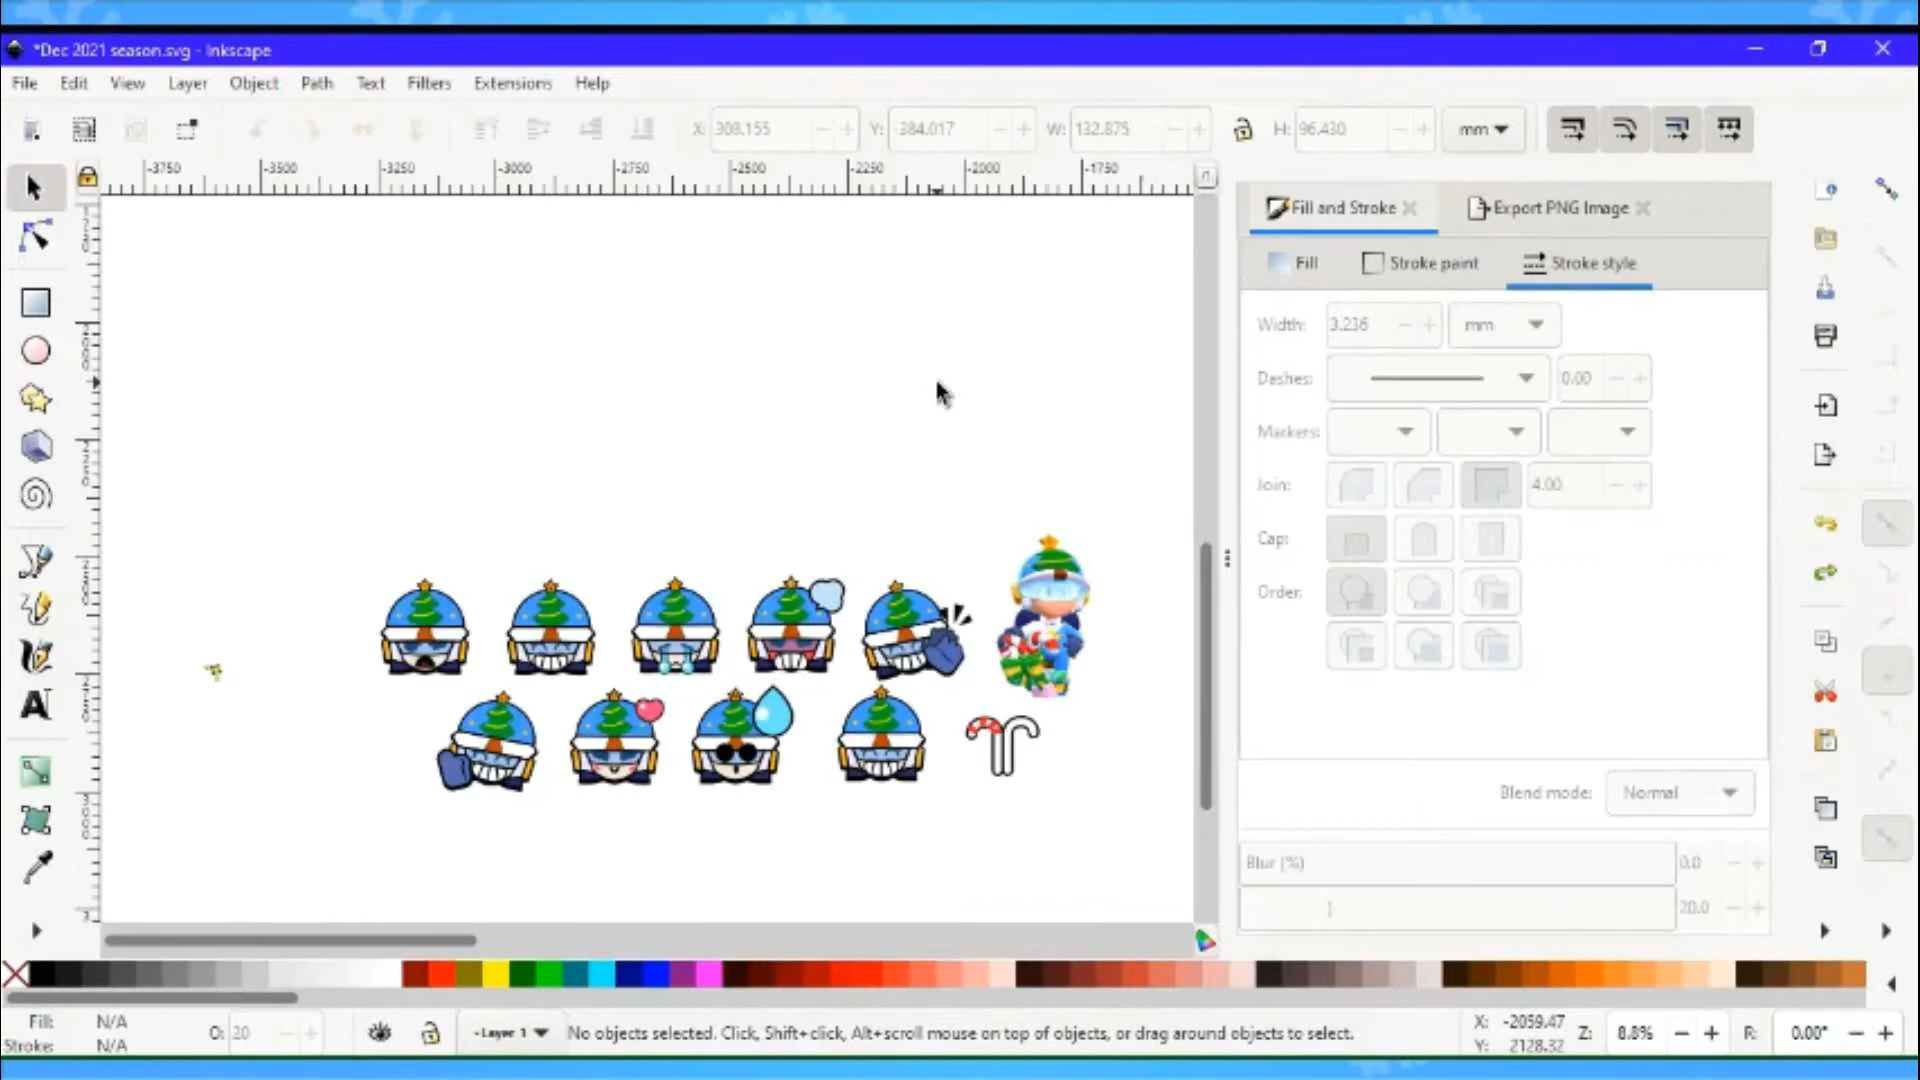 *Dec 2021 season.svg - Inkscape
File Edit View Layer Object Path Text Filters Extensions Help
X: 308.155 Y: -384.017 W: 132.875 H: 96.430 mm
-3750 -3500 -3250 -3000 -2750 -2500 -2250 -2000 -1750
Fill and Stroke Export PNG Image
Fill Stroke paint Stroke style
Width: 3.236 mm
Dashes: 0.00
Markers:
Join: 4.00
Cap:
Order:
Blend mode: Normal
Blur (%) 0.0
20.0
Fill: N/A
Stroke: N/A
O: 20
-Layer 1
No objects selected. Click, Shift+click, Alt+scroll mouse on top of objects, or drag around objects to select.
X: -2059.47
Y: 2128.32
Z: 8.8%
R: 0.00°